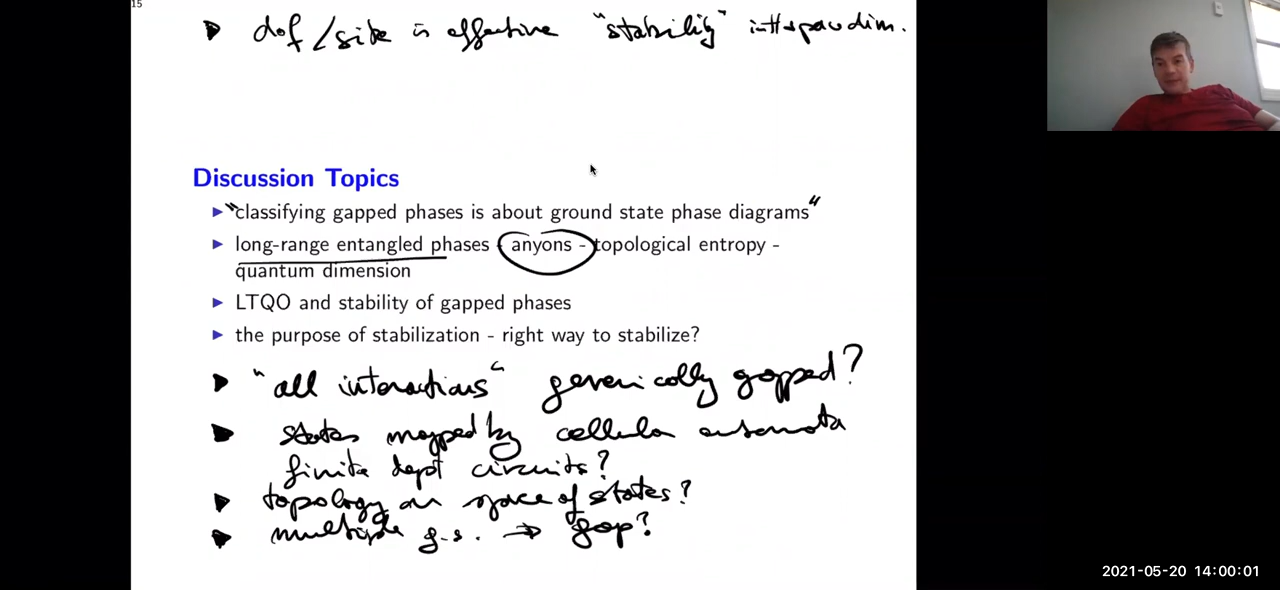 15
▶ dof/site is effective "stability" in
Discussion Topics
▶ "classifying gapped phases is about ground state phase diagrams"
▶ long-range entangled phases - anyons - topological entropy -
quantum dimension
▶ LTQO and stability of gapped phases
▶ the purpose of stabilization - right way to stabilize?
▶ "all interactions" generically gapped?
▶ states mapped by cellular automata
finite dept circuits?
▶ topology on space of states?
▶ multiple g.s. ⇒ gap?
2021-05-20 14:00:01